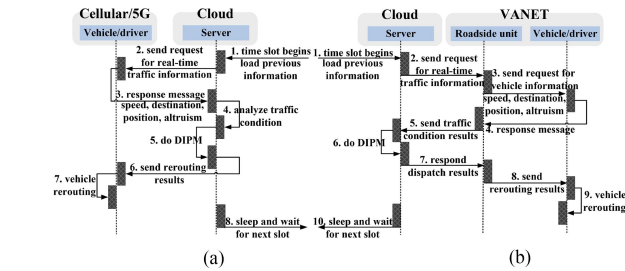 Cellular/5G
Cloud
Vehicle/driver
Server
1. time slot begins
load previous
information
2. send request
for real-time
traffic information
3. response message
speed, destination,
position, altruism
4. analyze traffic
condition
5. do DIPM
6. send rerouting
results
7. vehicle
rerouting
8. sleep and wait
for next slot
(a)
Cloud
VANET
Server
Roadside unit
Vehicle/driver
1. time slot begins
load previous
information
2. send request
for real-time
traffic information
3. send request for
vehicle information
speed, destination,
position, altruism
4. response message
5. send traffic
condition results
6. do DIPM
7. respond
dispatch results
8. send
rerouting results
9. vehicle
rerouting
10. sleep and wait
for next slot
(b)